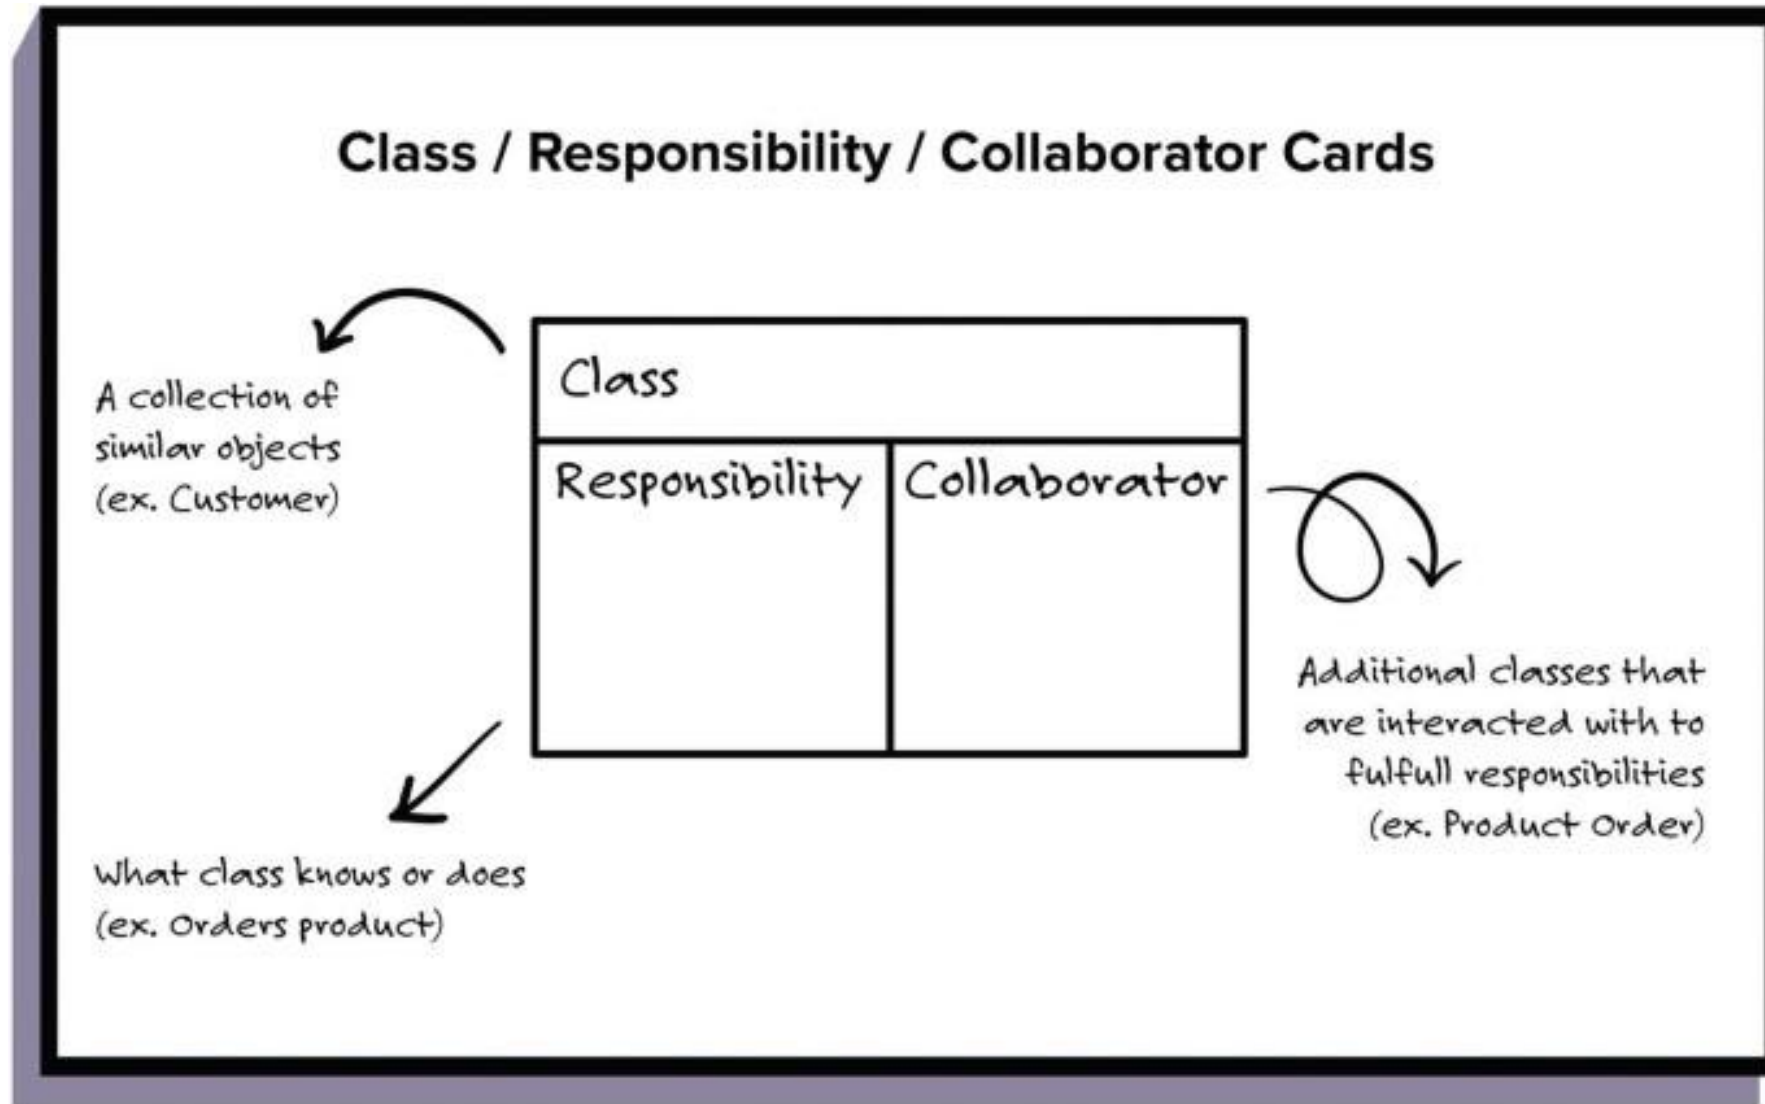 Class / Responsibility / Collaborator Cards
A collection of
similar objects
(ex. Customer)
Class
Responsibility
Collaborator
Additional classes that
are interacted with to
fulfull responsibilities
(ex. Product Order)
What class knows or does
(ex. Orders product)